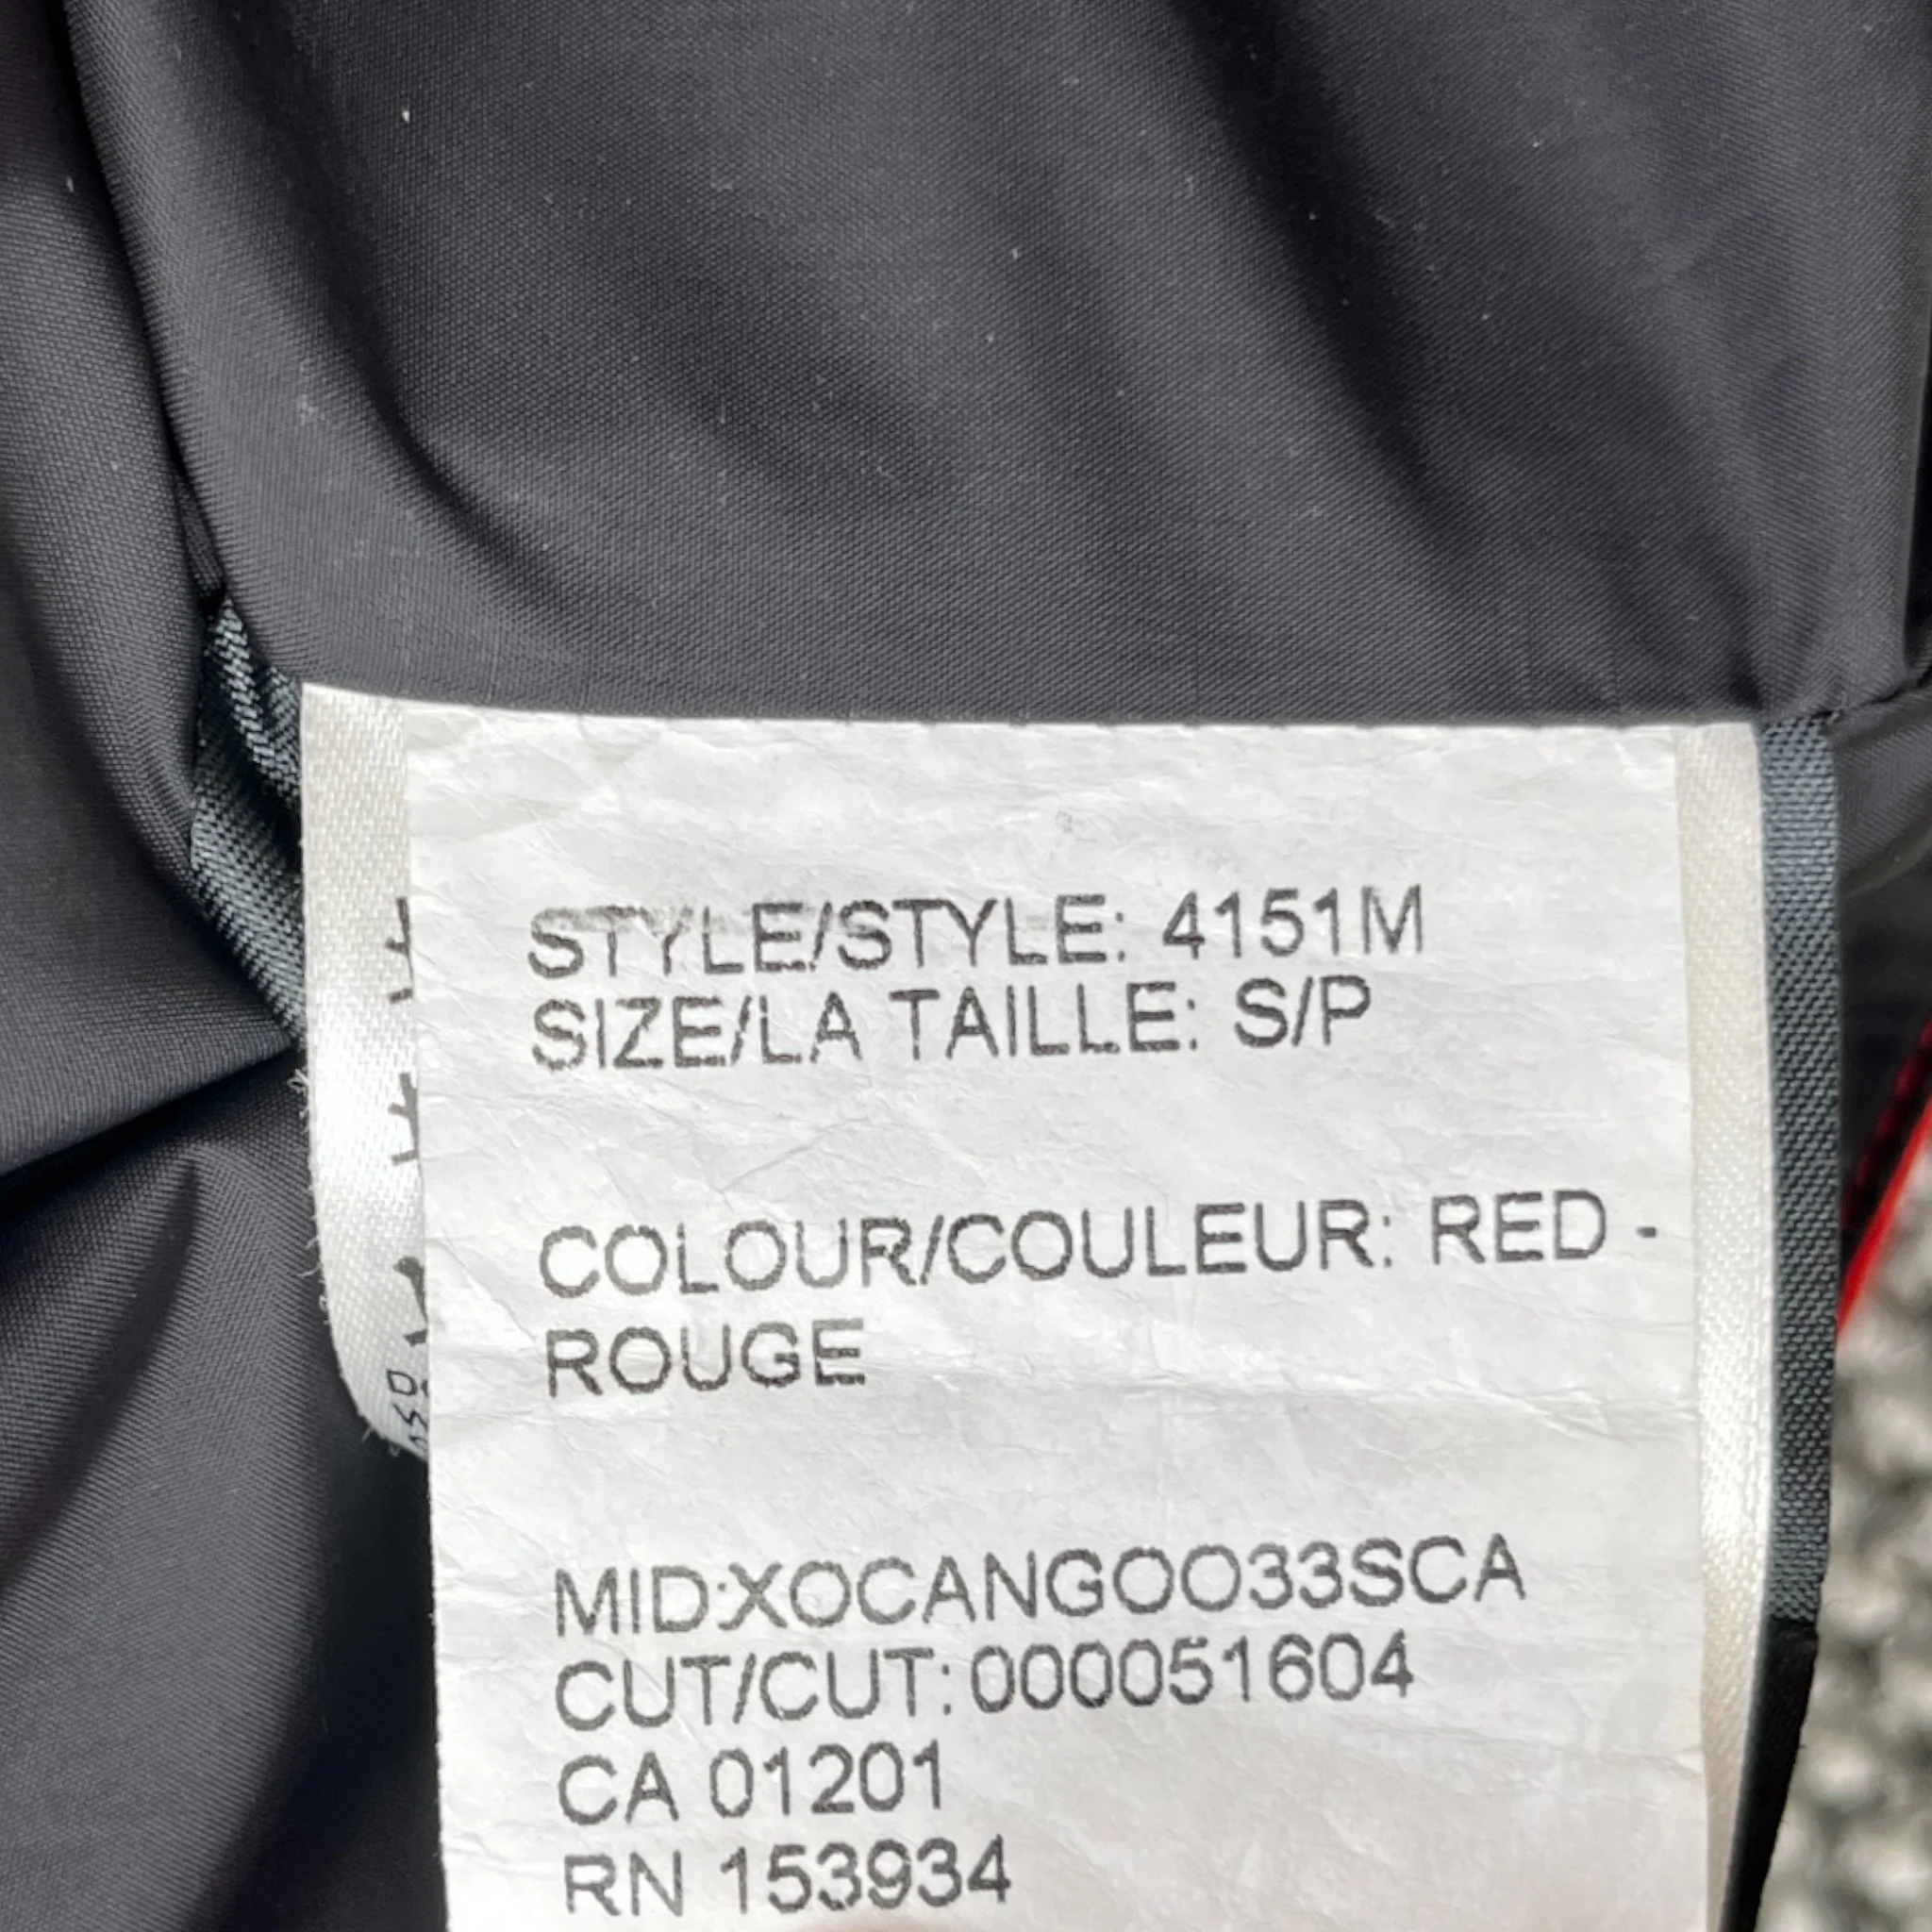 STYLE/STYLE: 4151M
SIZE/LA TAILLE: S/P
COLOUR/COULEUR: RED -
ROUGE
MID:XOCANGOO33SCA
CUT/CUT:000051604
CA 01201
RN 153934